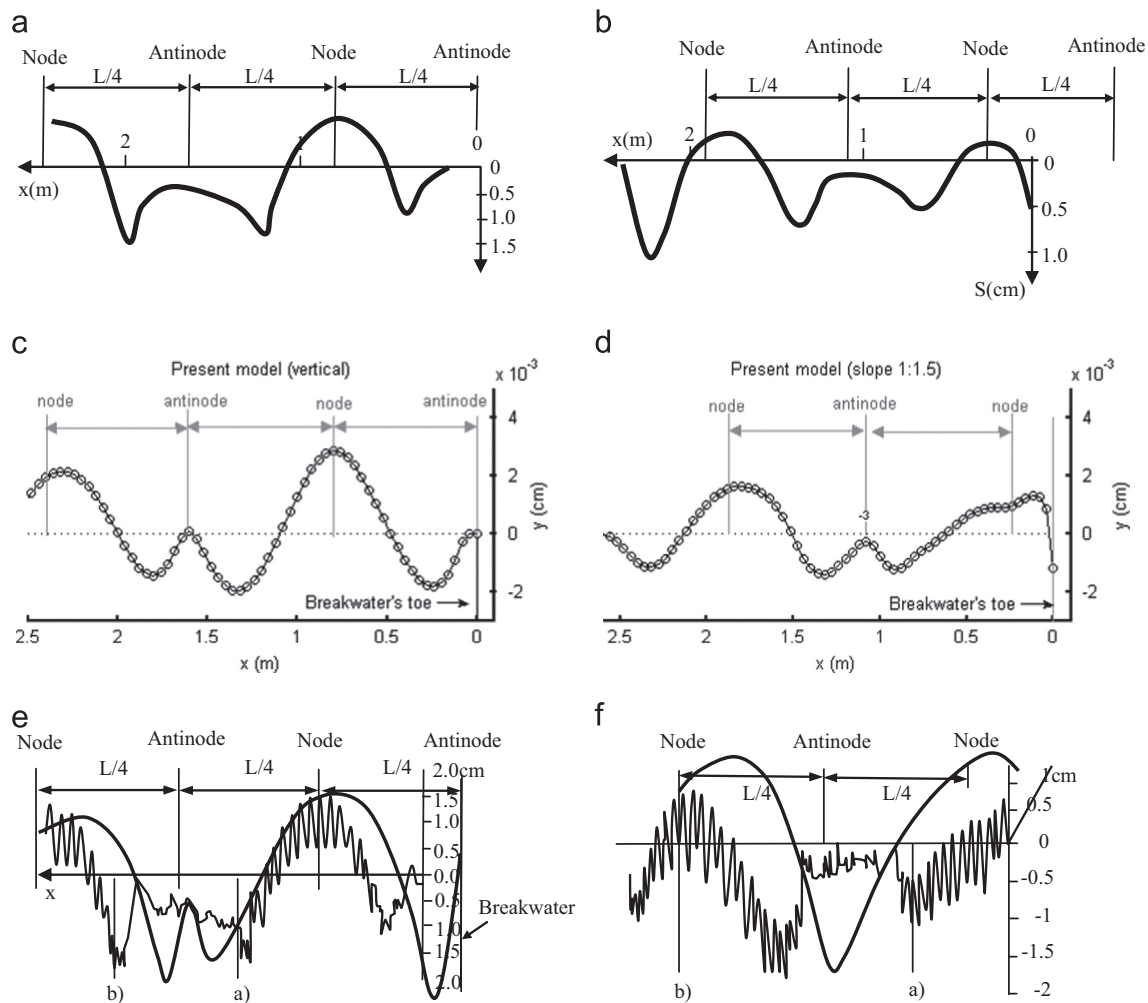 a
Node
Antinode
Node
Antinode
L/4
L/4
L/4
2
1
0
x(m)
0
0.5
1.0
1.5
b
Node
Antinode
Node
Antinode
L/4
L/4
L/4
x(m)
2
1
0
0
0.5
1.0
S(cm)
c
Present model (vertical)
x 10^-3
node
antinode
node
antinode
4
2
0
-2
y (cm)
Breakwater's toe
2.5
2
1.5
1
0.5
0
x (m)
d
Present model (slope 1:1.5)
x 10^-3
node
antinode
node
-3
4
2
0
-2
y (cm)
Breakwater's toe
2.5
2
1.5
1
0.5
0
x (m)
e
Node
Antinode
Node
Antinode
L/4
L/4
L/4
2.0cm
1.5
1.0
0.5
0.0
0.5
1.0
1.5
2.0
x
Breakwater
b)
a)
f
Node
Antinode
Node
L/4
L/4
1cm
0.5
0
-0.5
-1
-1.5
-2
b)
a)